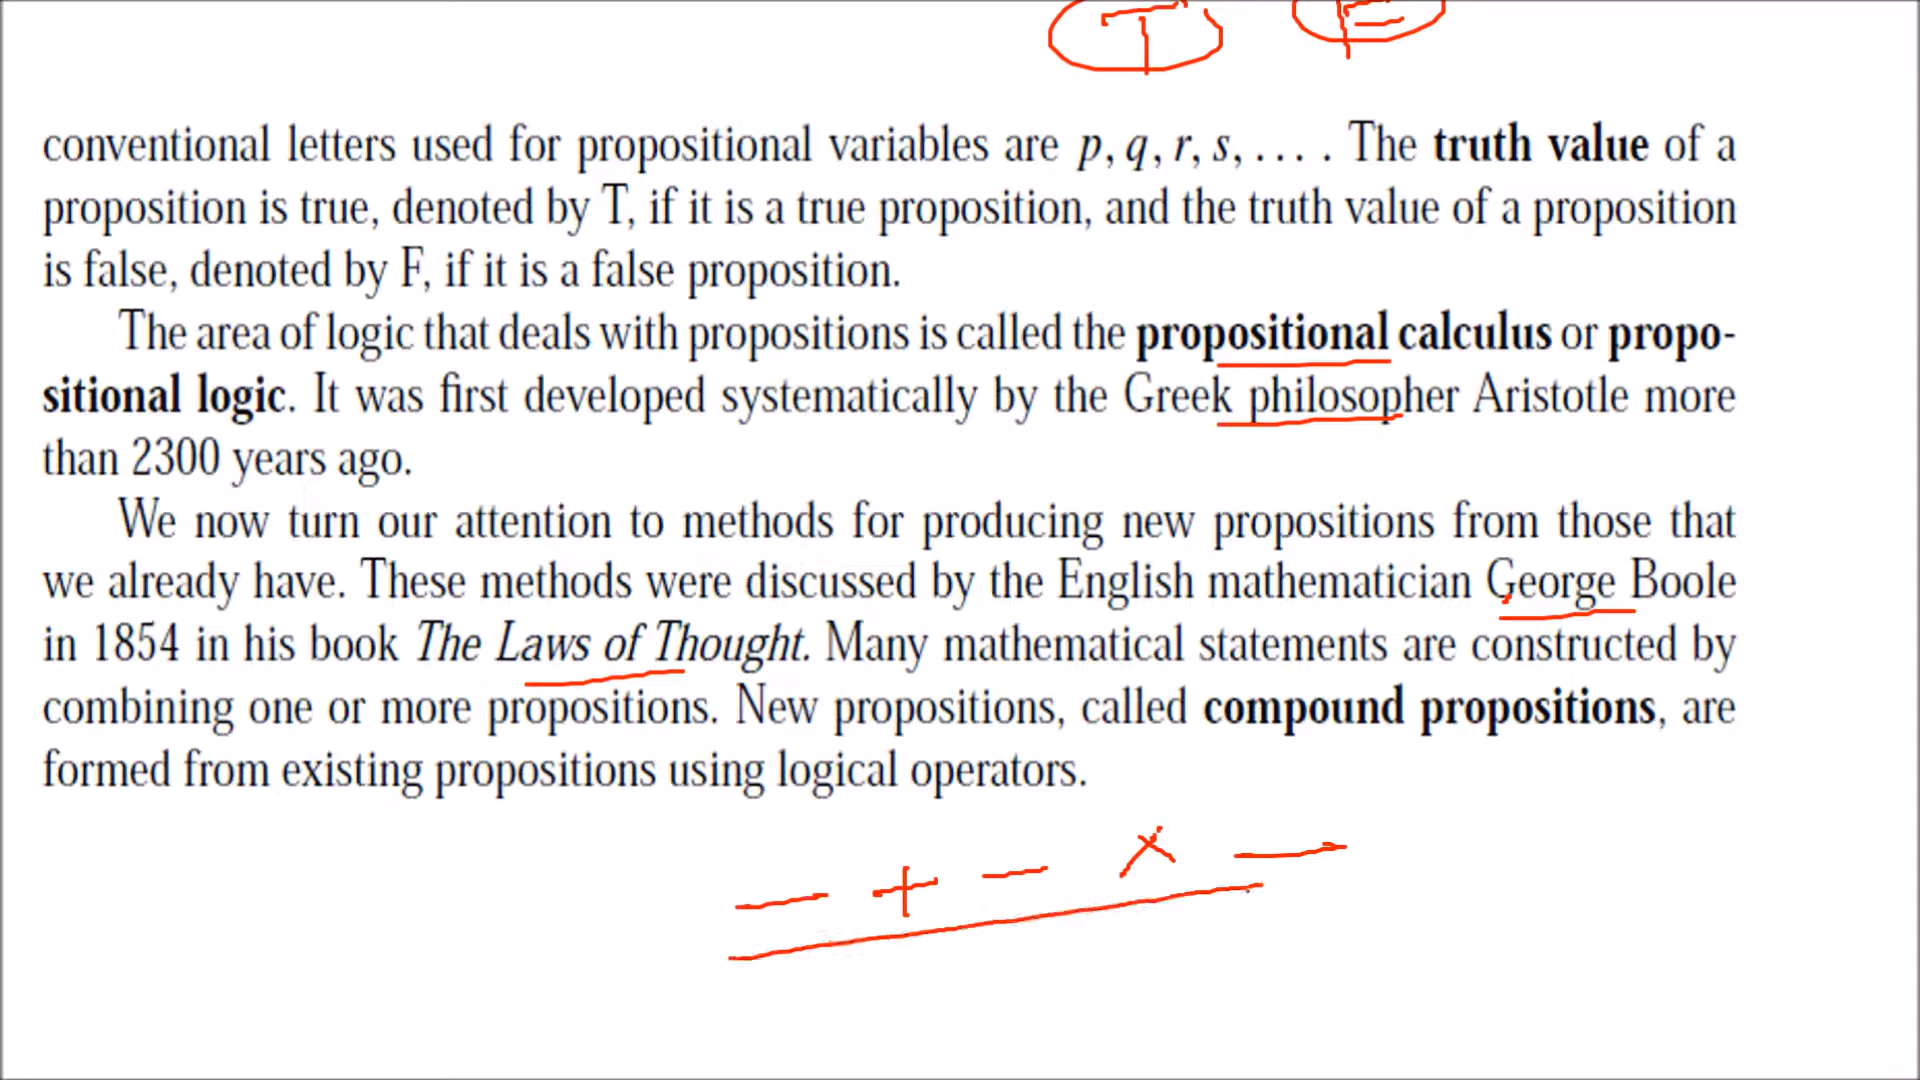 T F
conventional letters used for propositional variables are p, q, r, s, . . . . The truth value of a
proposition is true, denoted by T, if it is a true proposition, and the truth value of a proposition
is false, denoted by F, if it is a false proposition.
The area of logic that deals with propositions is called the propositional calculus or propo-
sitional logic. It was first developed systematically by the Greek philosopher Aristotle more
than 2300 years ago.
We now turn our attention to methods for producing new propositions from those that
we already have. These methods were discussed by the English mathematician George Boole
in 1854 in his book The Laws of Thought. Many mathematical statements are constructed by
combining one or more propositions. New propositions, called compound propositions, are
formed from existing propositions using logical operators.
— + — × —